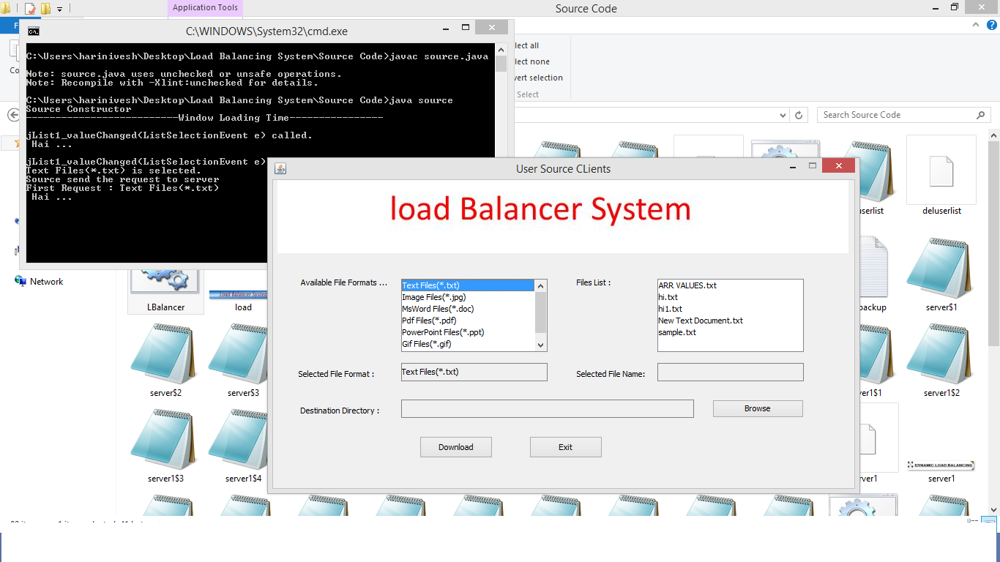 Application Tools
Source Code
F
C:\WINDOWS\System32\cmd.exe
C:\Users\harinivesh\Desktop\Load Balancing System\Source Code>javac source.java
Note: source.java uses unchecked or unsafe operations.
Note: Recompile with -Xlint:unchecked for details.
C:\Users\harinivesh\Desktop\Load Balancing System\Source Code>java source
Source Constructor
--------------------------Window Loading Time----------------
jList1_valueChanged(ListSelectionEvent e) called.
Hai ...
jList1_valueChanged(ListSelectionEvent e)
Text Files(*.txt) is selected.
Source send the request to server
First Request : Text Files(*.txt)
Hai ...
Co
lect all
lect none
vert selection
Select
Search Source Code
User Source CLients
load Balancer System
Available File Formats ...
Text Files(*.txt)
Image Files(*.jpg)
MsWord Files(*.doc)
Pdf Files(*.pdf)
PowerPoint Files(*.ppt)
Gif Files(*.gif)
Files List :
ARR VALUES.txt
hi.txt
hi1.txt
New Text Document.txt
sample.txt
Selected File Format :
Text Files(*.txt)
Selected File Name:
Destination Directory :
Browse
Download
Exit
Network
userlist
deluserlist
LBalancer
Load Balancing System
load
backup
server$1
server$2
server$3
rver1$1
server1$2
server1$3
server1$4
rver1
DYNAMIC LOAD BALANCING
server1